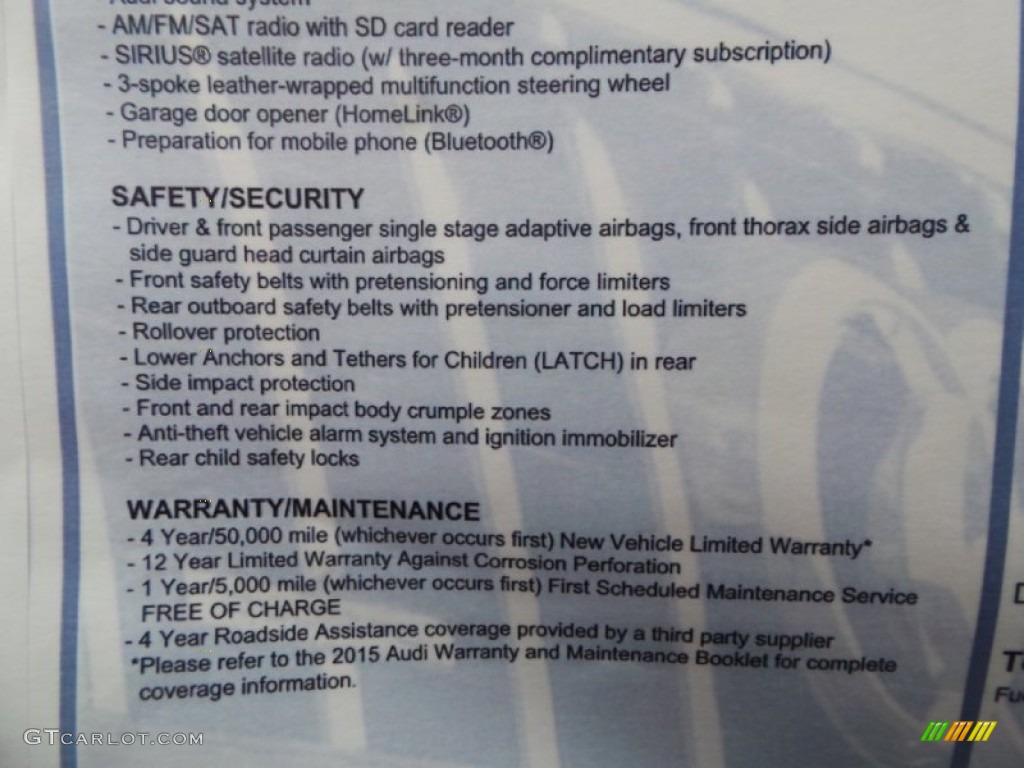 - Audi sound system
- AM/FM/SAT radio with SD card reader
- SIRIUS® satellite radio (w/ three-month complimentary subscription)
- 3-spoke leather-wrapped multifunction steering wheel
- Garage door opener (HomeLink®)
- Preparation for mobile phone (Bluetooth®)
SAFETY/SECURITY
- Driver & front passenger single stage adaptive airbags, front thorax side airbags &
side guard head curtain airbags
- Front safety belts with pretensioning and force limiters
- Rear outboard safety belts with pretensioner and load limiters
- Rollover protection
- Lower Anchors and Tethers for Children (LATCH) in rear
- Side impact protection
- Front and rear impact body crumple zones
- Anti-theft vehicle alarm system and ignition immobilizer
- Rear child safety locks
WARRANTY/MAINTENANCE
- 4 Year/50,000 mile (whichever occurs first) New Vehicle Limited Warranty*
- 12 Year Limited Warranty Against Corrosion Perforation
- 1 Year/5,000 mile (whichever occurs first) First Scheduled Maintenance Service
FREE OF CHARGE
- 4 Year Roadside Assistance coverage provided by a third party supplier
*Please refer to the 2015 Audi Warranty and Maintenance Booklet for complete
coverage information.
GTCARLOT.COM